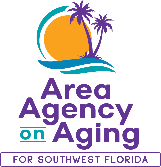 Area
Agency
on Aging
FOR SOUTHWEST FLORIDA